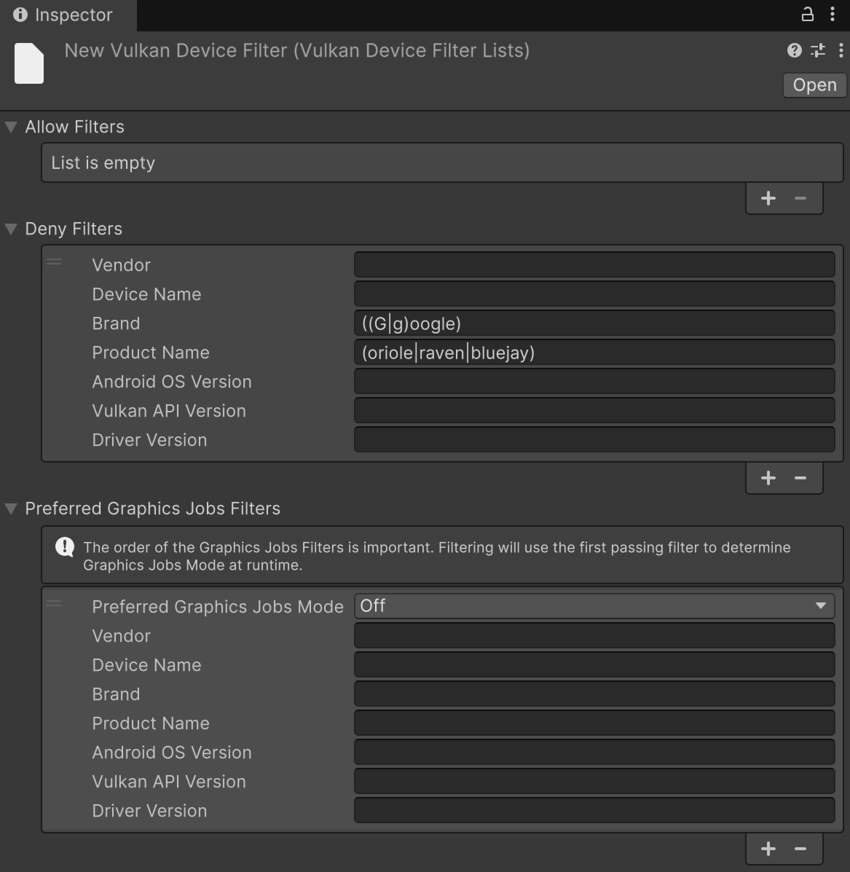 Inspector
New Vulkan Device Filter (Vulkan Device Filter Lists)
Open
Allow Filters
List is empty
Deny Filters
Vendor
Device Name
Brand ((G|g)oogle)
Product Name (oriole|raven|bluejay)
Android OS Version
Vulkan API Version
Driver Version
Preferred Graphics Jobs Filters
The order of the Graphics Jobs Filters is important. Filtering will use the first passing filter to determine
Graphics Jobs Mode at runtime.
Preferred Graphics Jobs Mode Off
Vendor
Device Name
Brand
Product Name
Android OS Version
Vulkan API Version
Driver Version